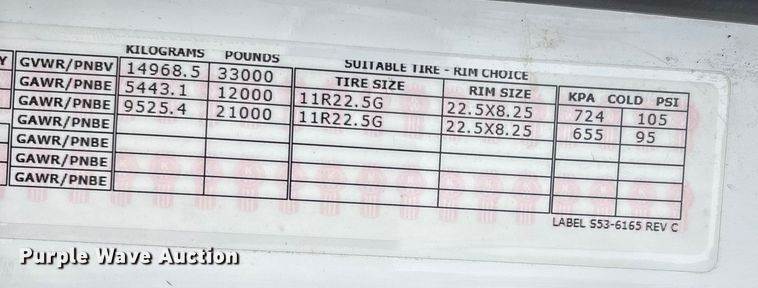 KILOGRAMS POUNDS SUITABLE TIRE - RIM CHOICE
Y GVWR/PNBV 14968.5 33000 TIRE SIZE RIM SIZE KPA COLD PSI
GAWR/PNBE 5443.1 12000 11R22.5G 22.5X8.25 724 105
GAWR/PNBE 9525.4 21000 11R22.5G 22.5X8.25 655 95
GAWR/PNBE
GAWR/PNBE
GAWR/PNBE
LABEL S53-6165 REV C
Purple Wave Auction